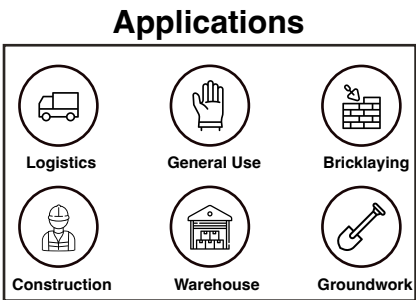 Applications
Logistics
General Use
Bricklaying
Construction
Warehouse
Groundwork